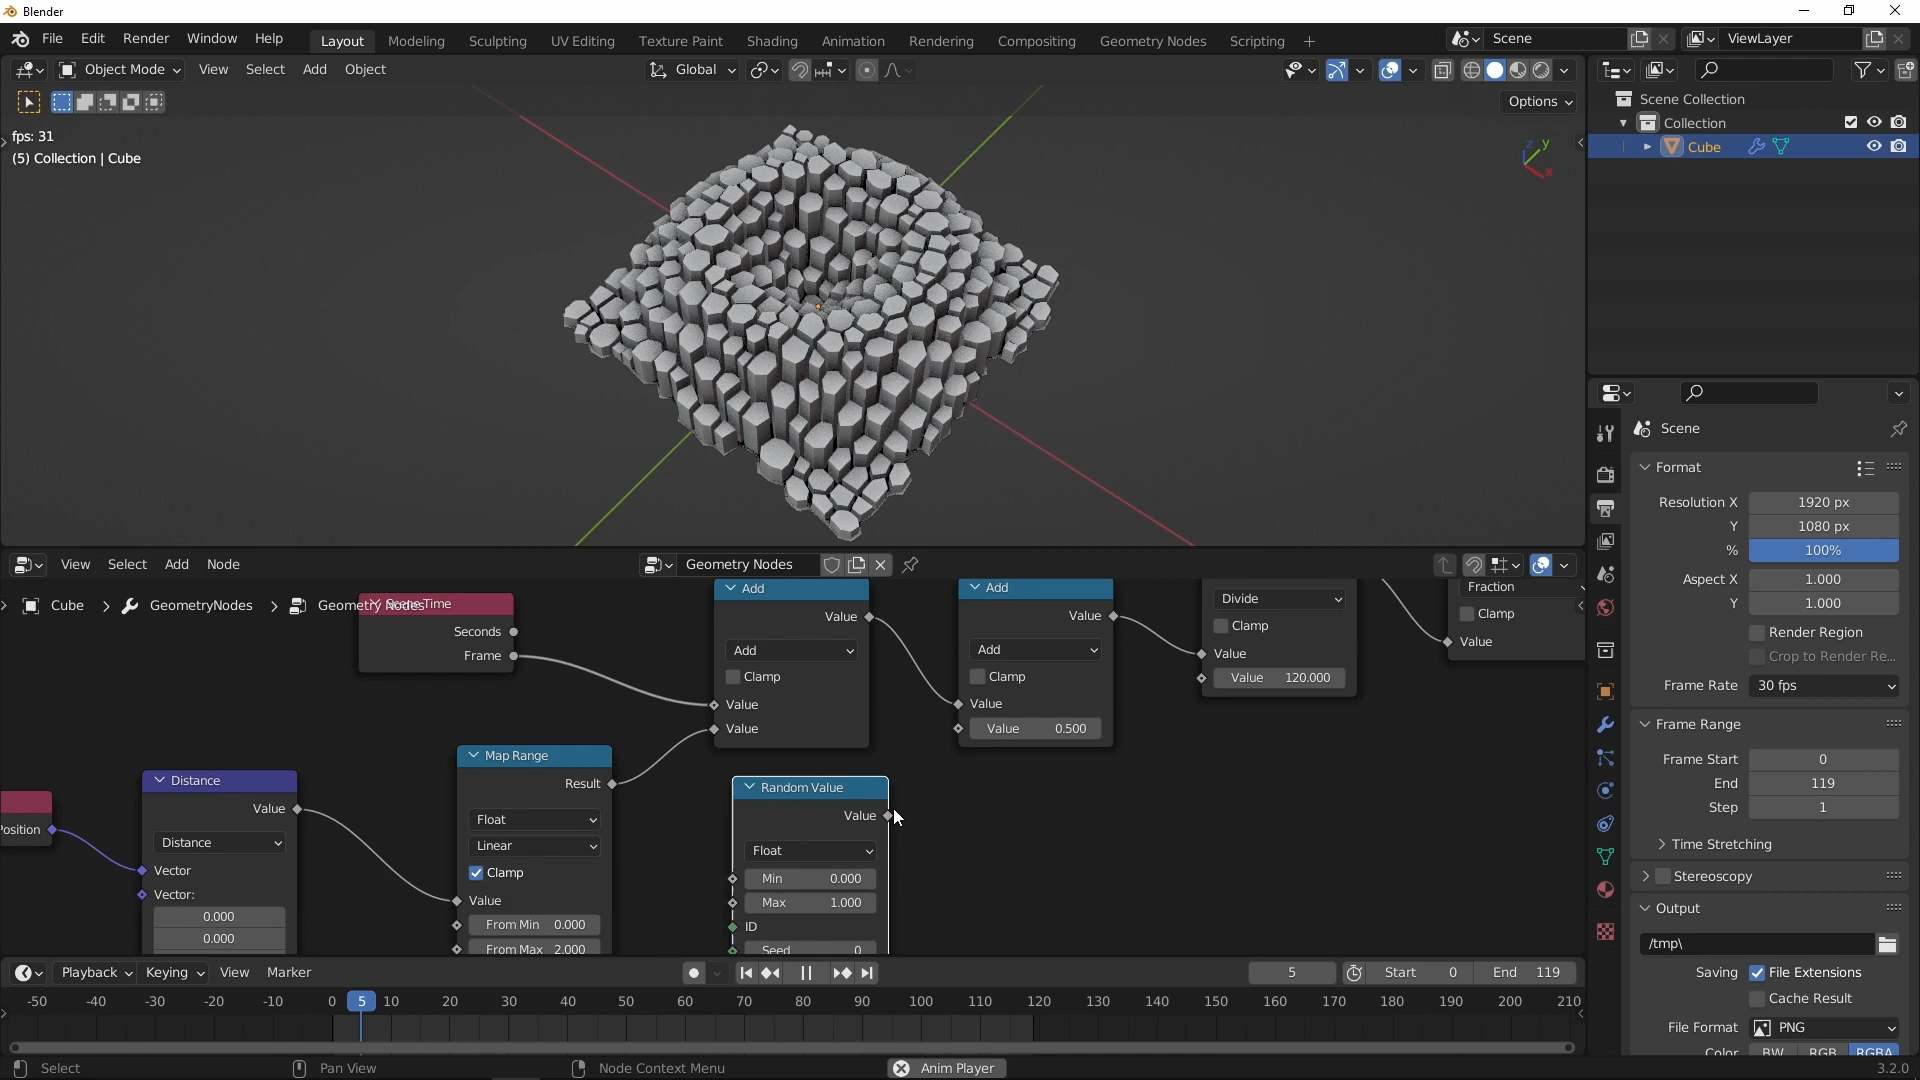 Blender
File Edit Render Window Help Layout Modeling Sculpting UV Editing Texture Paint Shading Animation Rendering Compositing Geometry Nodes Scripting + Scene ViewLayer
Object Mode View Select Add Object Global
Options
fps: 31
(5) Collection | Cube
Z Y X
Scene Collection
Collection
Cube
Scene
Format
Resolution X 1920 px
Y 1080 px
% 100%
Aspect X 1.000
Y 1.000
Render Region
Crop to Render Re...
Frame Rate 30 fps
Frame Range
Frame Start 0
End 119
Step 1
Time Stretching
Stereoscopy
Output
/tmp\
Saving File Extensions
Cache Result
File Format PNG
Color BW RGB RGBA
View Select Add Node Geometry Nodes
Cube > GeometryNodes > Geometry Nodes
Scene Time
Seconds
Frame
Add
Value
Add
Clamp
Value
Value
Add
Value
Add
Clamp
Value
Value 0.500
Divide
Clamp
Value
Value 120.000
Fraction
Clamp
Value
Position
Distance
Value
Distance
Vector
Vector:
0.000
0.000
Map Range
Result
Float
Linear
Clamp
Value
From Min 0.000
From Max 2.000
Random Value
Value
Float
Min 0.000
Max 1.000
ID
Seed 0
Playback Keying View Marker 5 Start 0 End 119
-50 -40 -30 -20 -10 0 5 10 20 30 40 50 60 70 80 90 100 110 120 130 140 150 160 170 180 190 200 210
Select Pan View Node Context Menu Anim Player 3.2.0